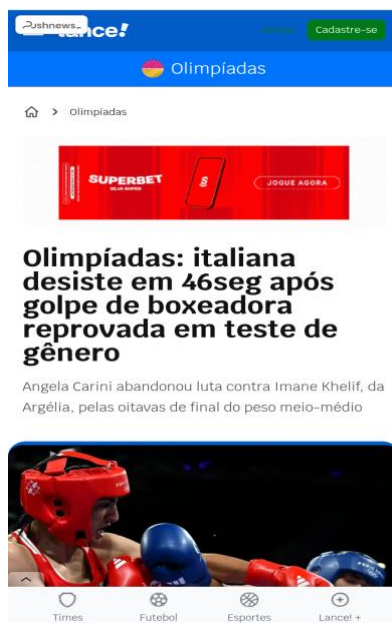 Pushnews_
lance!
Cadastre-se
Olimpíadas
> Olimpíadas
SUPERBET
JOGUE AGORA
Olimpíadas: italiana
desiste em 46seg após
golpe de boxeadora
reprovada em teste de
gênero
Angela Carini abandonou luta contra Imane Khelif, da
Argélia, pelas oitavas de final do peso meio-médio
Times
Futebol
Esportes
Lance! +